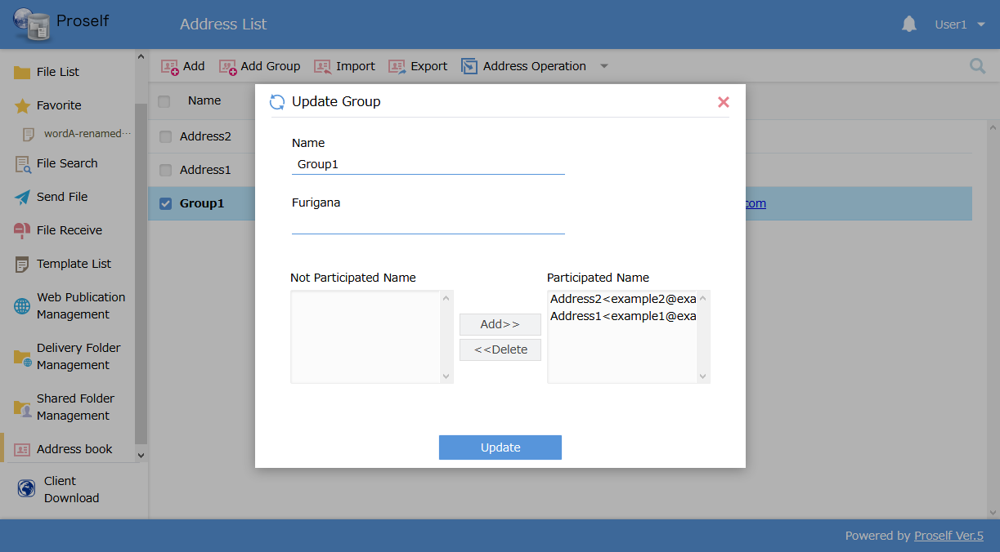 Proself
Address List
User1
File List
Favorite
wordA-renamed…
File Search
Send File
File Receive
Template List
Web Publication
Management
Delivery Folder
Management
Shared Folder
Management
Address book
Client
Download
Add
Add Group
Import
Export
Address Operation
Name
Address2
Address1
Group1
com
Update Group
Name
Group1
Furigana
Not Participated Name
Participated Name
Address2<example2@exa
Address1<example1@exa
Add>>
<<Delete
Update
Powered by Proself Ver.5